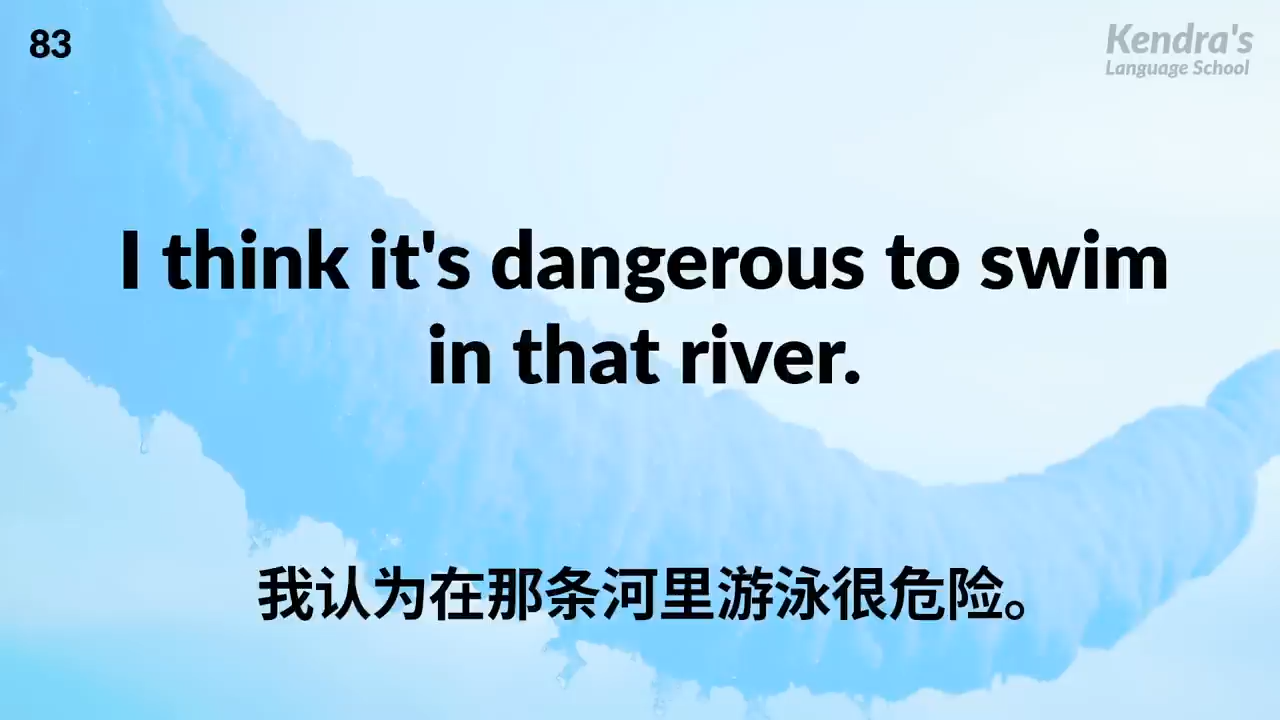 83
Kendra's
Language School
I think it's dangerous to swim
in that river.
我认为在那条河里游泳很危险。